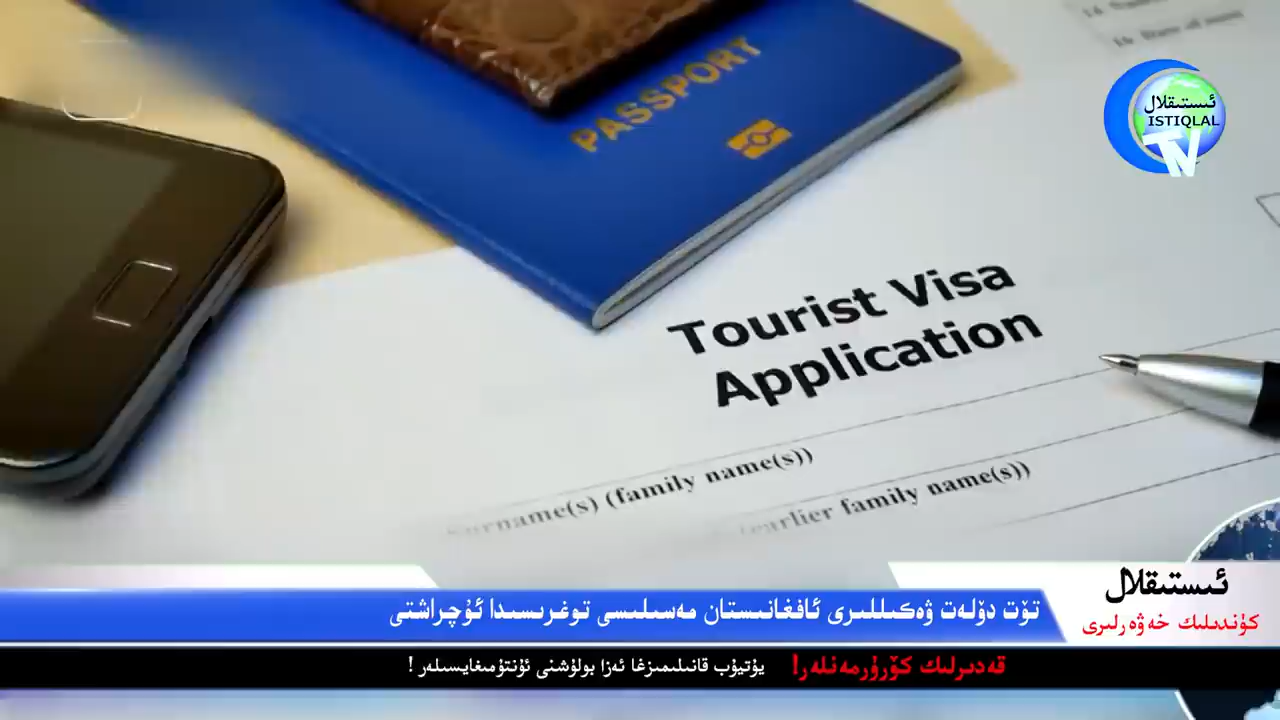 PASSPORT
ئىستىقلال
ISTIQLAL
TV
Tourist Visa
Application
Surname(s) (family name(s))
earlier family name(s))
ئىستىقلال
كۈندىلىك خەۋەرلىرى
تۆت دۆلەت ۋەكىللىرى ئافغانىستان مەسىلىسى توغرىسىدا ئۇچراشتى
قەدىرلىك كۆرۈرمەنلەر! يۇتيۇب قانىلىمىزغا ئەزا بولۇشنى ئۇنتۇمىغايسىلەر !